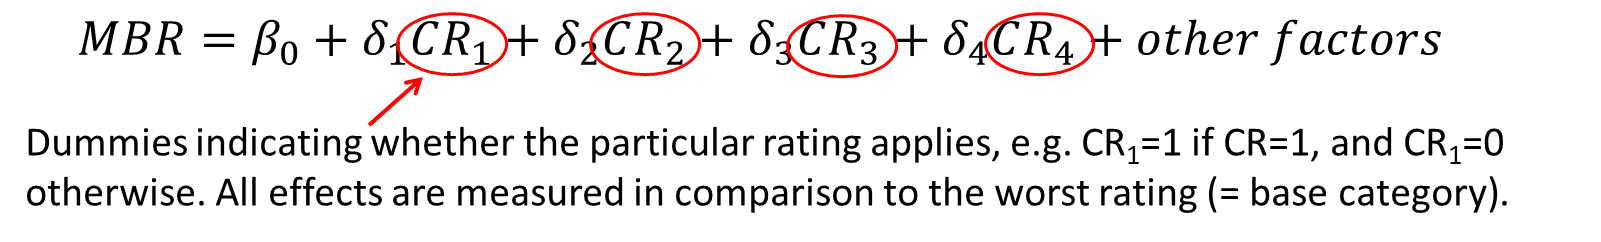 MBR = β₀ + δ₁CR₁ + δ₂CR₂ + δ₃CR₃ + δ₄CR₄ + other factors
Dummies indicating whether the particular rating applies, e.g. CR₁=1 if CR=1, and CR₁=0
otherwise. All effects are measured in comparison to the worst rating (= base category).